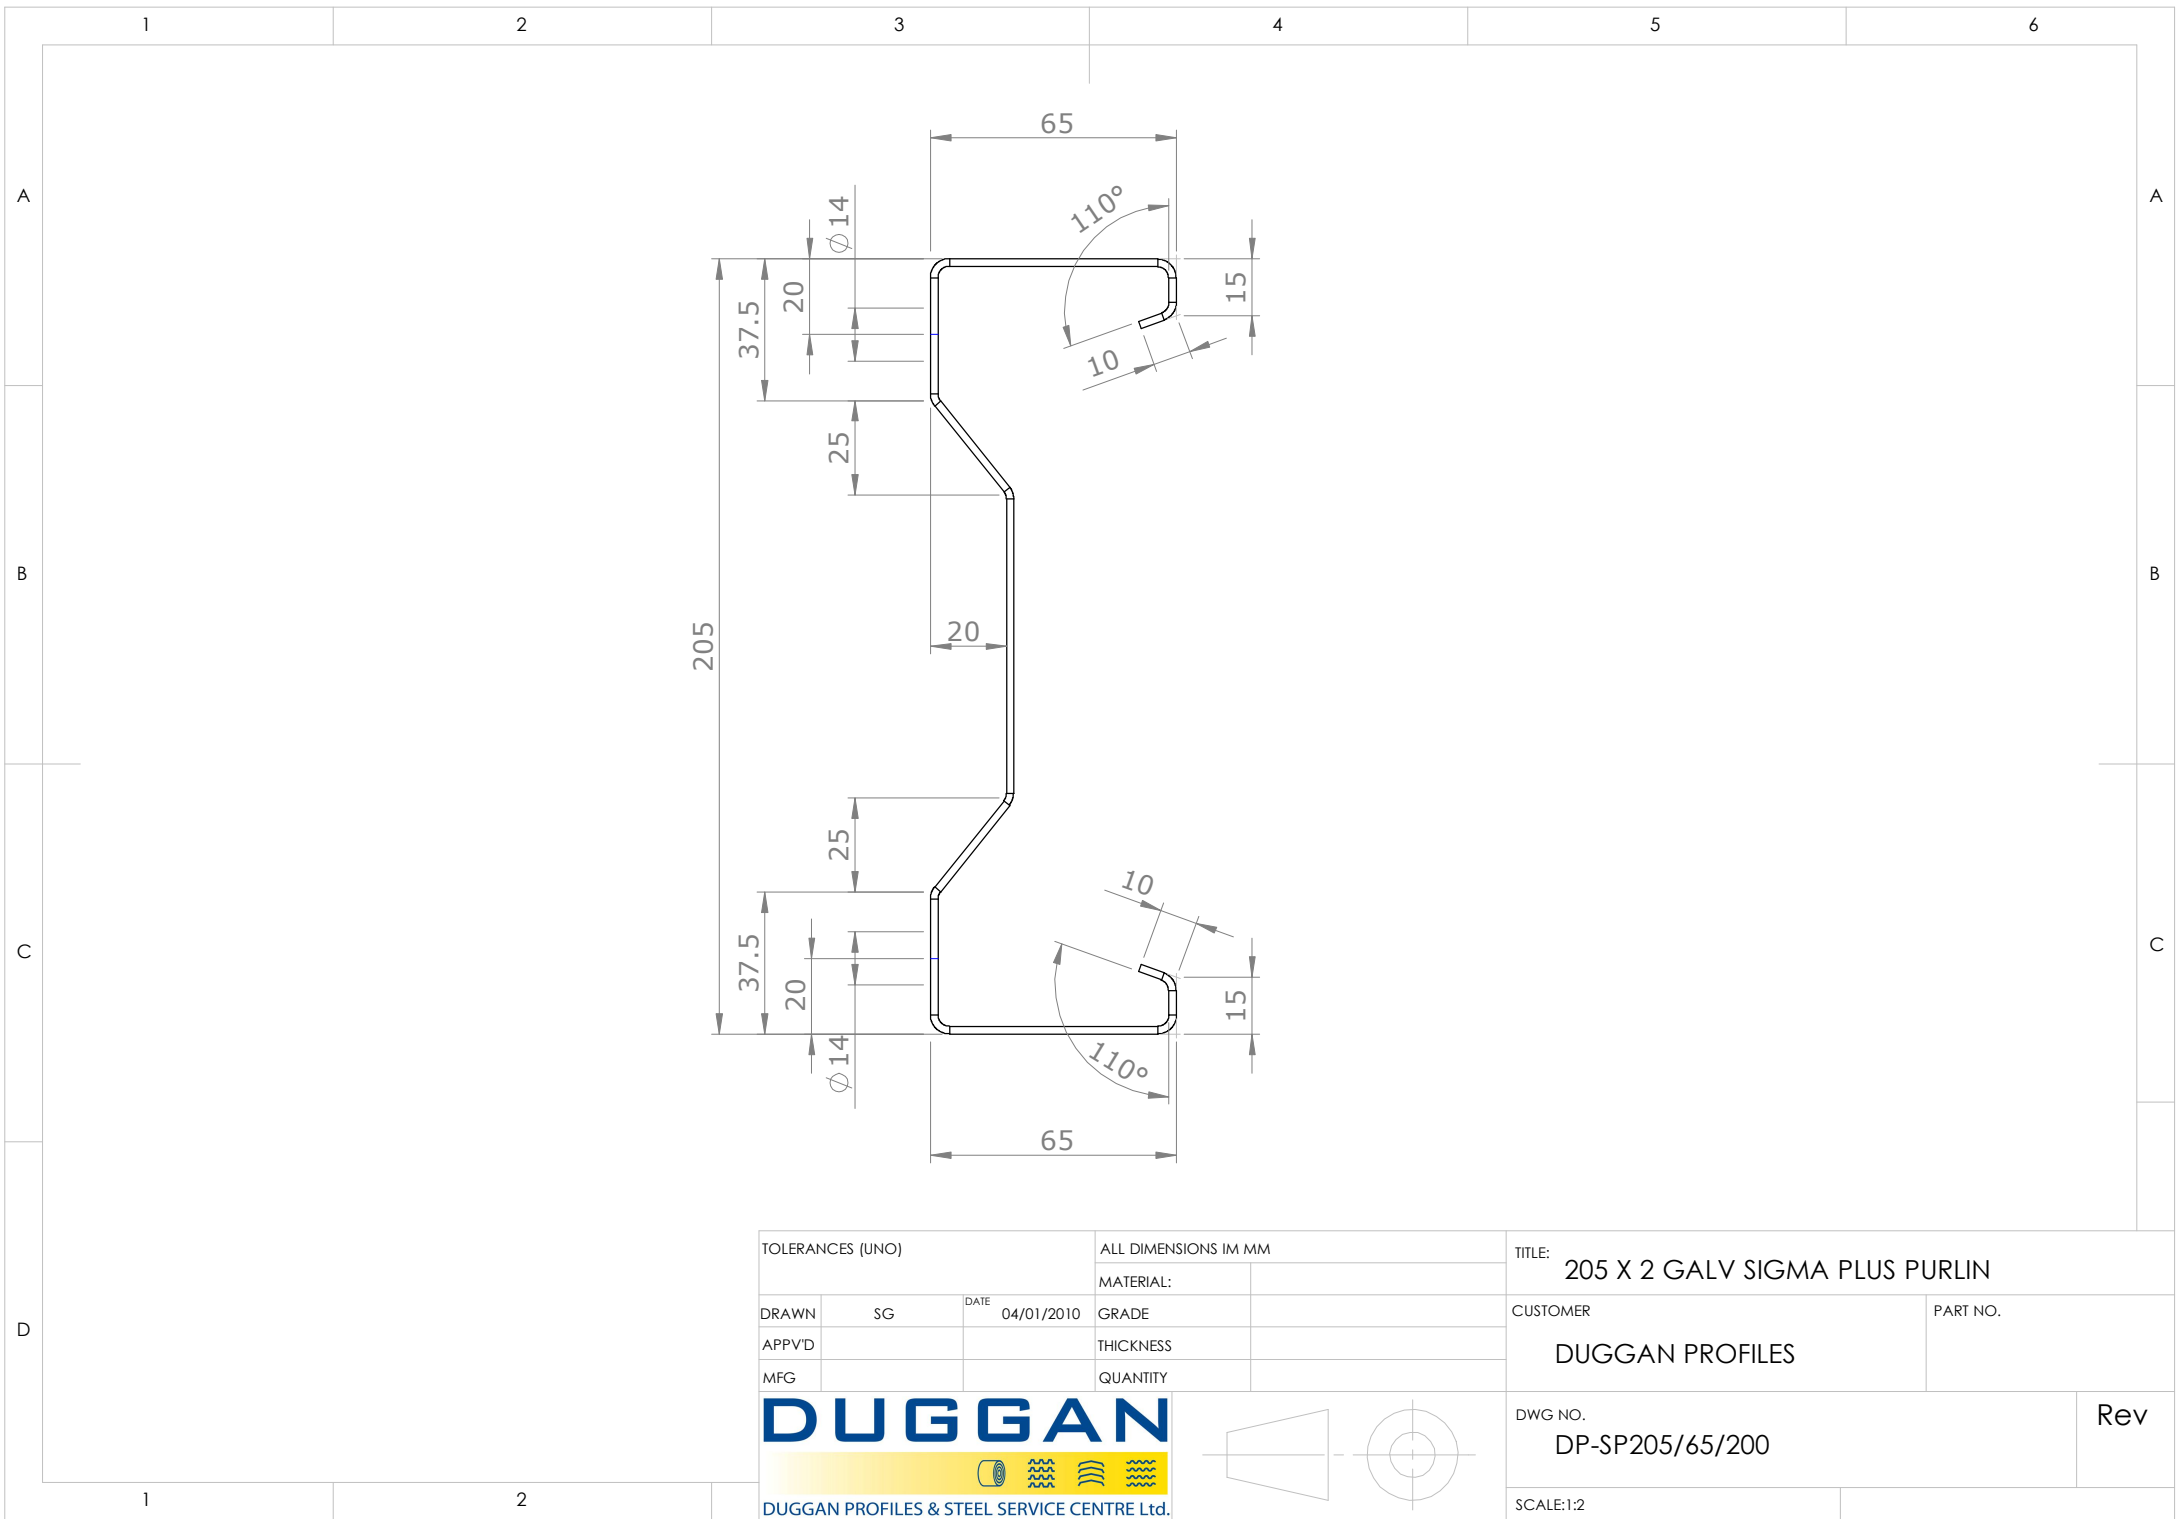 1 2 3 4 5 6
65
A A
Ø14
110°
20
37.5
15
10
25
B B
20
205
25
10
C C
37.5
20
15
Ø14
110°
65
TOLERANCES (UNO)
ALL DIMENSIONS IM MM
TITLE: 205 X 2 GALV SIGMA PLUS PURLIN
MATERIAL:
DRAWN SG DATE 04/01/2010 GRADE
CUSTOMER
DUGGAN PROFILES
PART NO.
D
APPV'D THICKNESS
MFG QUANTITY
DUGGAN
DUGGAN PROFILES & STEEL SERVICE CENTRE Ltd.
DWG NO.
DP-SP205/65/200
Rev
SCALE:1:2
1 2